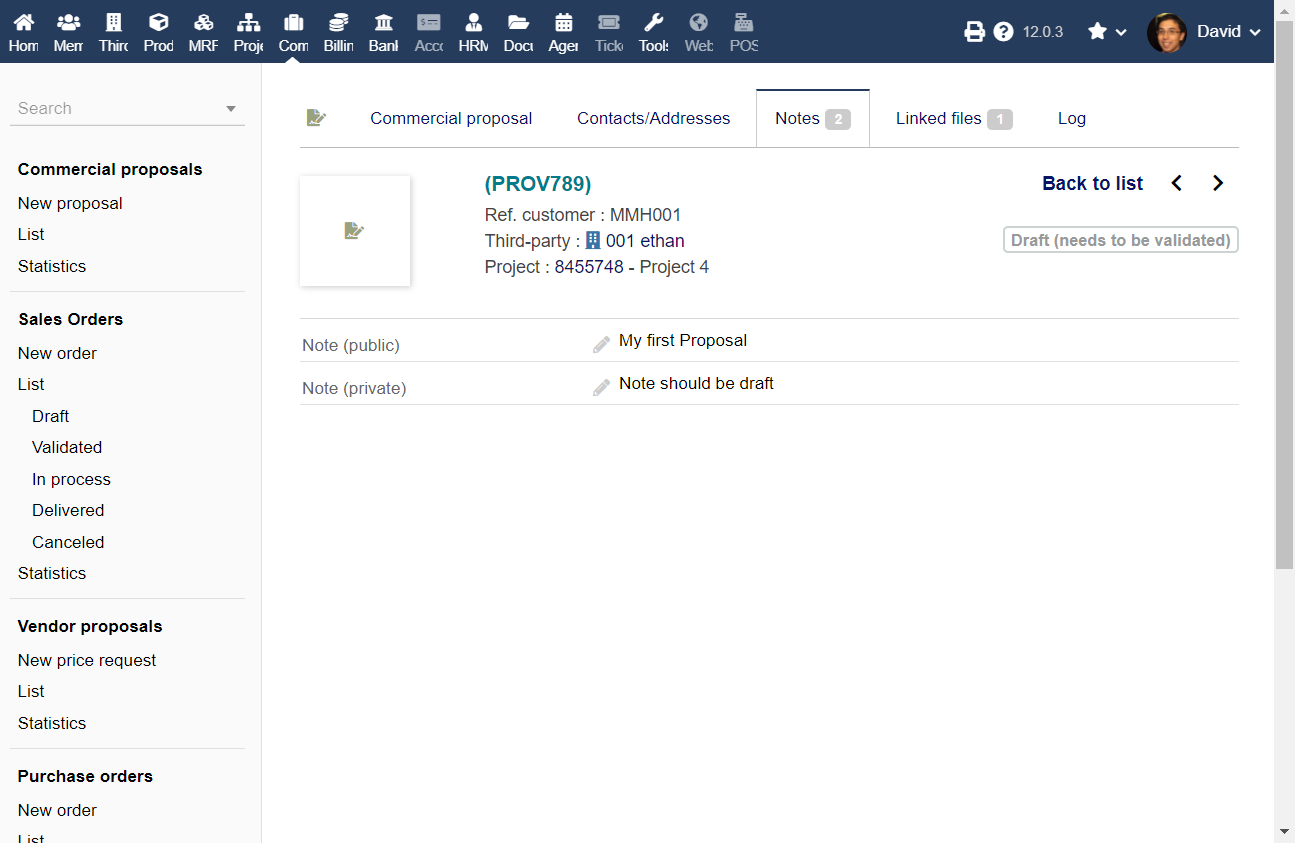 Hom Mem Third Prod MRP Proje Com Billin Bank Acco HRM Docu Agen Ticke Tools Web POS
12.0.3
David
Search
Commercial proposals
New proposal
List
Statistics
Sales Orders
New order
List
Draft
Validated
In process
Delivered
Canceled
Statistics
Vendor proposals
New price request
List
Statistics
Purchase orders
New order
List
Commercial proposal Contacts/Addresses Notes 2 Linked files 1 Log
(PROV789)
Back to list
Ref. customer : MMH001
Third-party : 001 ethan
Draft (needs to be validated)
Project : 8455748 - Project 4
Note (public) My first Proposal
Note (private) Note should be draft